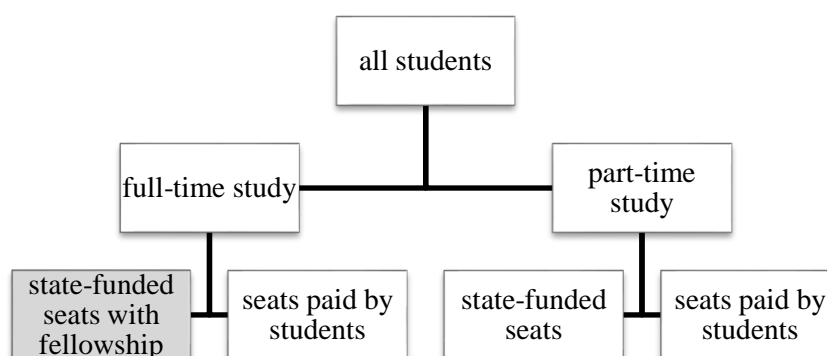 all students
full-time study
part-time
study
state-funded
seats with
fellowship
seats paid by
students
state-funded
seats
seats paid by
students